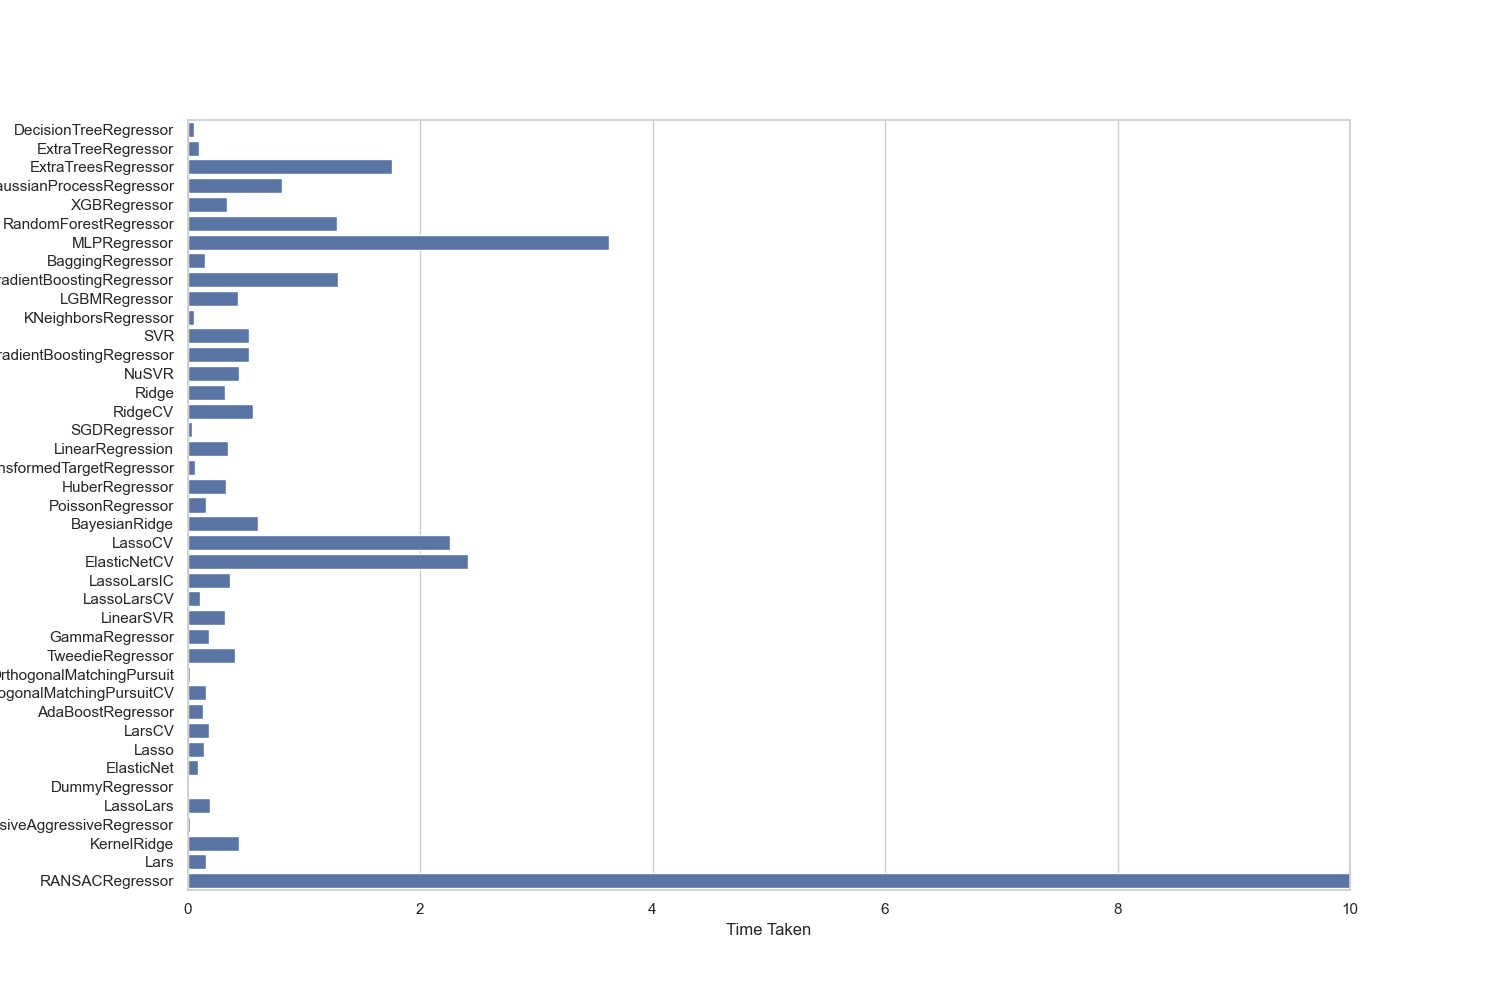 DecisionTreeRegressor
ExtraTreeRegressor
ExtraTreesRegressor
aussianProcessRegressor
XGBRegressor
RandomForestRegressor
MLPRegressor
BaggingRegressor
radientBoostingRegressor
LGBMRegressor
KNeighborsRegressor
SVR
radientBoostingRegressor
NuSVR
Ridge
RidgeCV
SGDRegressor
LinearRegression
nsformedTargetRegressor
HuberRegressor
PoissonRegressor
BayesianRidge
LassoCV
ElasticNetCV
LassoLarsIC
LassoLarsCV
LinearSVR
GammaRegressor
TweedieRegressor
OrthogonalMatchingPursuit
ogonalMatchingPursuitCV
AdaBoostRegressor
LarsCV
Lasso
ElasticNet
DummyRegressor
LassoLars
siveAggressiveRegressor
KernelRidge
Lars
RANSACRegressor
0 2 4 6 8 10
Time Taken